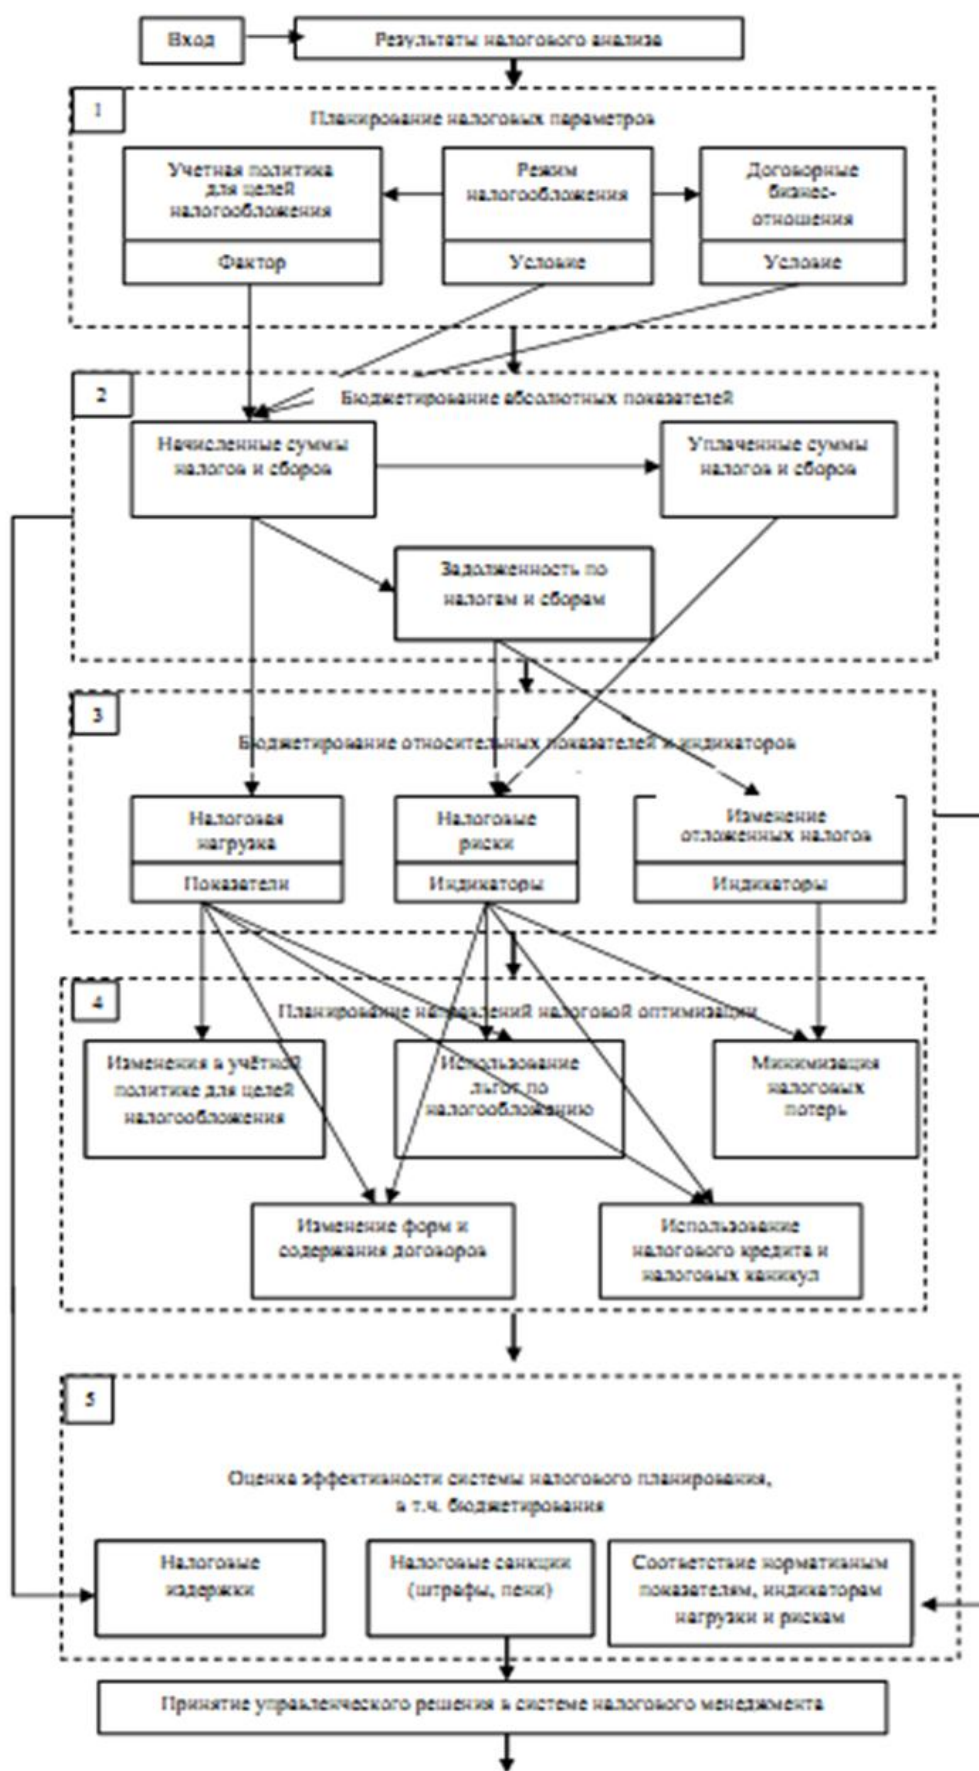 Вход
Результаты налогового анализа
1
Планирование налоговых параметров
Учетная политика
для целей
налогообложения
Фактор
Режим
налогообложения
Условие
Договорные
бизнес-
отношения
Условие
2
Бюджетирование абсолютных показателей
Начисленные суммы
налогов и сборов
Уплаченные суммы
налогов и сборов
Задолженность по
налогам и сборам
3
Бюджетирование относительных показателей и индикаторов
Налоговая
нагрузка
Показатели
Налоговые
риски
Индикаторы
Изменение
отложенных налогов
Индикаторы
4
Планирование направлений налоговой оптимизации
Изменения в учётной
политике для целей
налогообложения
Использование
льгот по
налогообложению
Минимизация
налоговых
потерь
Изменение форм и
содержания договоров
Использование
налогового кредита и
налоговых каникул
5
Оценка эффективности системы налогового планирования,
в т.ч. бюджетирования
Налоговые
издержки
Налоговые санкции
(штрафы, пени)
Соответствие нормативным
показателям, индикаторам
нагрузки и рискам
Принятие управленческого решения в системе налогового менеджмента